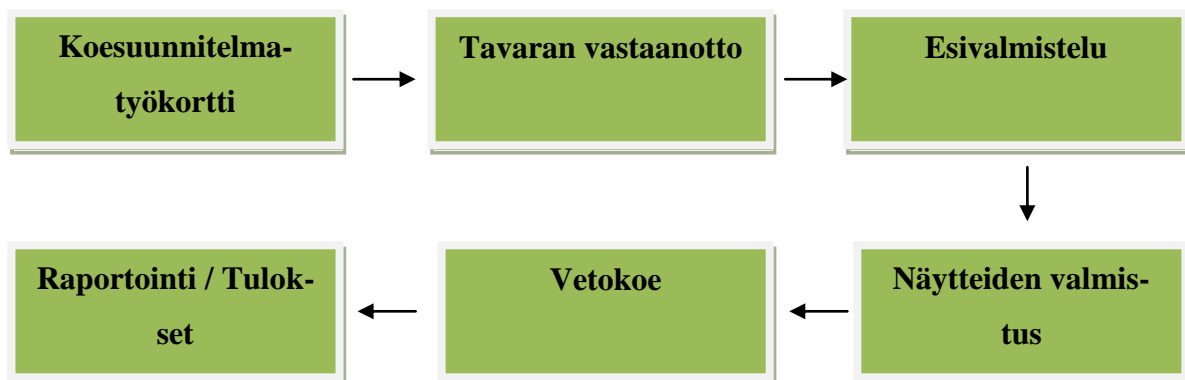 Koesuunnitelma-
työkortti
Tavaran vastaanotto
Esivalmistelu
Näytteiden valmis-
tus
Vetokoe
Raportointi / Tulok-
set